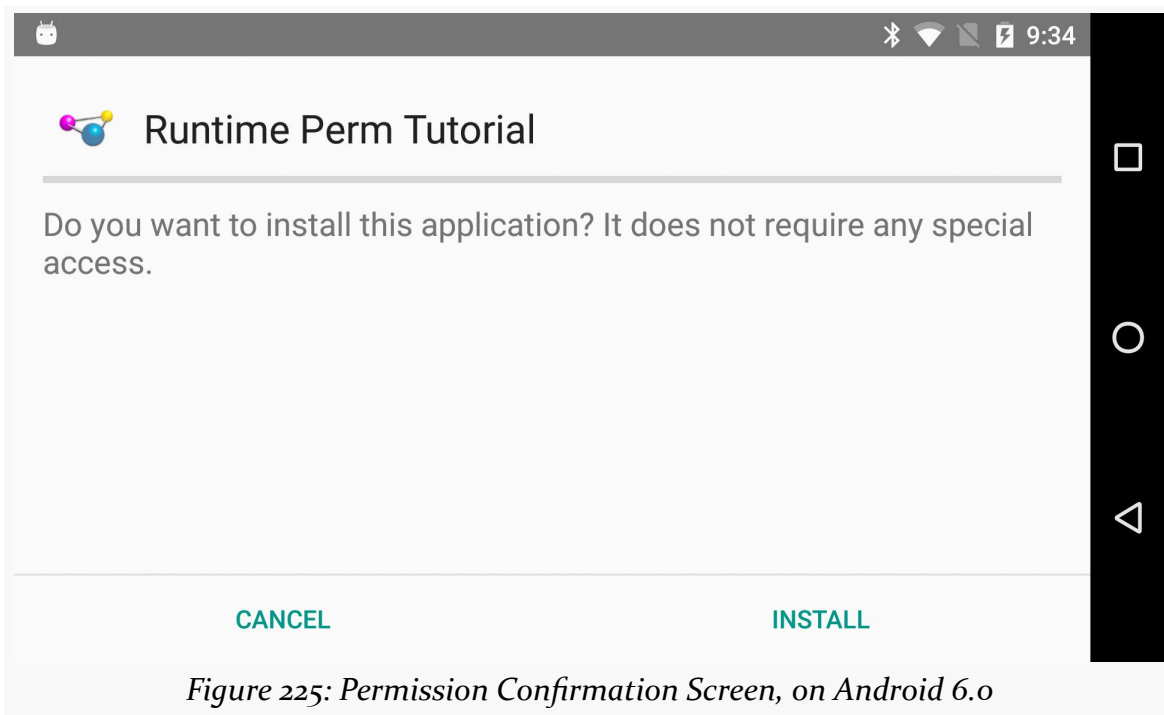 9:34
Runtime Perm Tutorial
Do you want to install this application? It does not require any special
access.
CANCEL INSTALL
Figure 225: Permission Confirmation Screen, on Android 6.0